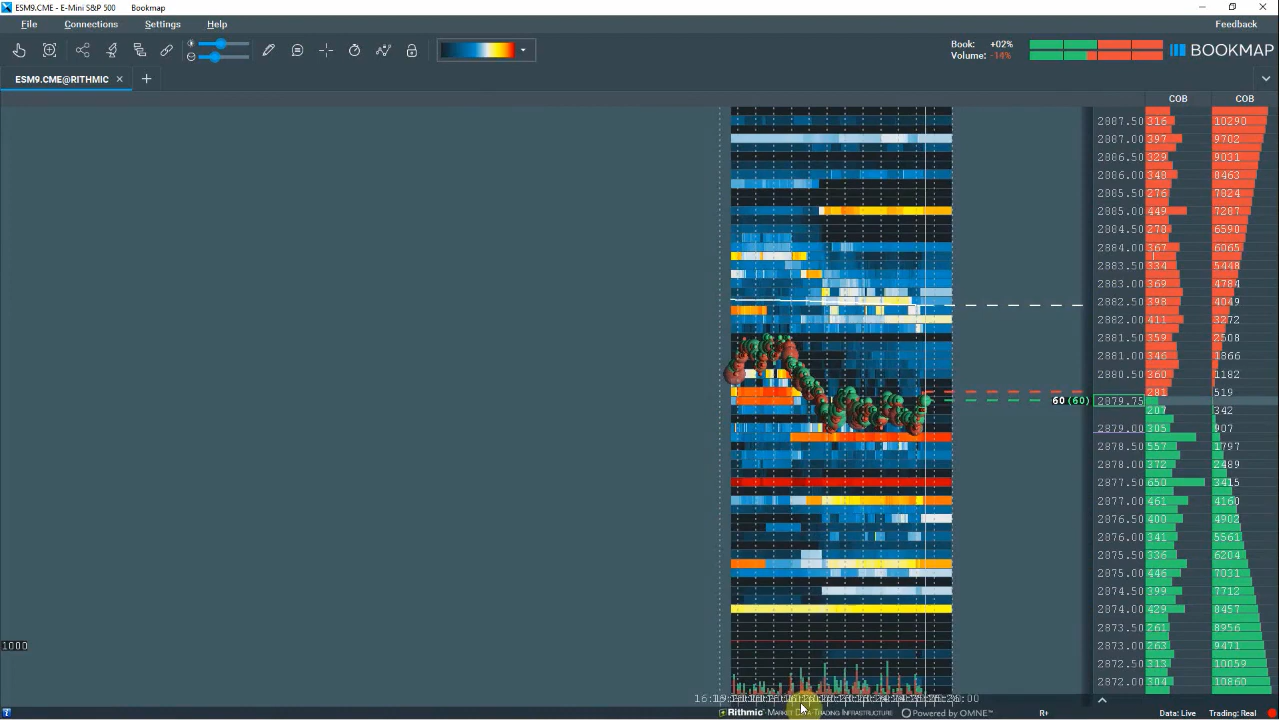 ESM9.CME - E-Mini S&P 500 Bookmap
File Connections Settings Help Feedback
Book: +02%
Volume: -14%
BOOKMAP
ESM9.CME@RITHMIC
COB COB
2887.50 316 10290
2887.00 397 9702
2886.50 329 9031
2886.00 348 8463
2885.50 276 7824
2885.00 449 7287
2884.50 278 6598
2884.00 367 6065
2883.50 334 5448
2883.00 369 4784
2882.50 398 4049
2882.00 411 3272
2881.50 359 2508
2881.00 346 1866
2880.50 360 1182
281 519
60 (60) 2879.75
207 342
2879.00 305 907
2878.50 557 1797
2878.00 372 2489
2877.50 650 3415
2877.00 461 4160
2876.50 400 4902
2876.00 341 5561
2875.50 336 6204
2875.00 446 7031
2874.50 399 7712
2874.00 429 8457
2873.50 261 8956
1000 2873.00 263 9471
2872.50 313 10059
2872.00 304 10860
Rithmic Market Data-Trading Infrastructure Powered by OMNE™ R+ Data: Live Trading: Real